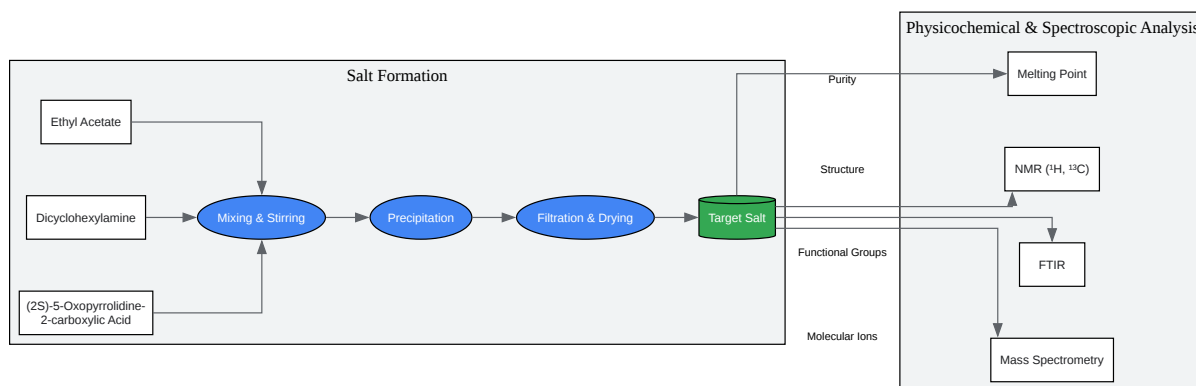 Physicochemical & Spectroscopic Analysis
Salt Formation
Purity
Melting Point
Ethyl Acetate
Structure
NMR (¹H, ¹³C)
Dicyclohexylamine
Mixing & Stirring
Precipitation
Filtration & Drying
Target Salt
Functional Groups
FTIR
(2S)-5-Oxopyrrolidine-
2-carboxylic Acid
Molecular Ions
Mass Spectrometry